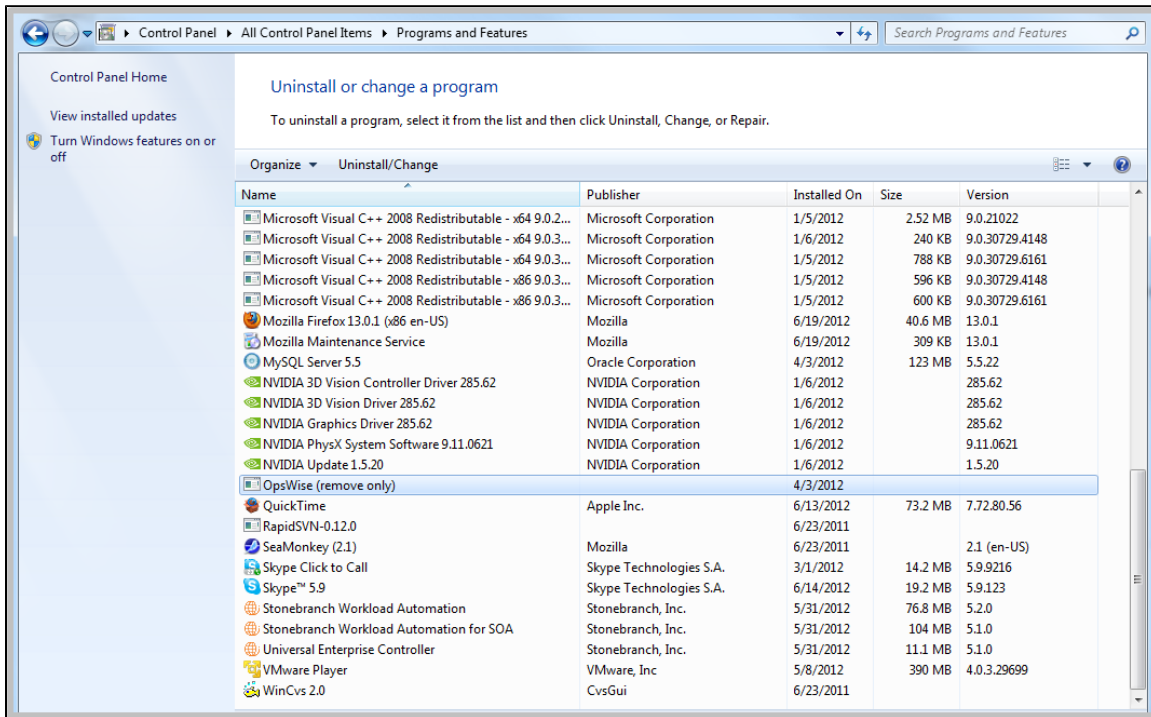 Control Panel ▸ All Control Panel Items ▸ Programs and Features
Search Programs and Features
Control Panel Home
View installed updates
Turn Windows features on or
off
Uninstall or change a program
To uninstall a program, select it from the list and then click Uninstall, Change, or Repair.
Organize Uninstall/Change
Name Publisher Installed On Size Version
Microsoft Visual C++ 2008 Redistributable - x64 9.0.2... Microsoft Corporation 1/5/2012 2.52 MB 9.0.21022
Microsoft Visual C++ 2008 Redistributable - x64 9.0.3... Microsoft Corporation 1/6/2012 240 KB 9.0.30729.4148
Microsoft Visual C++ 2008 Redistributable - x64 9.0.3... Microsoft Corporation 1/5/2012 788 KB 9.0.30729.6161
Microsoft Visual C++ 2008 Redistributable - x86 9.0.3... Microsoft Corporation 1/5/2012 596 KB 9.0.30729.4148
Microsoft Visual C++ 2008 Redistributable - x86 9.0.3... Microsoft Corporation 1/5/2012 600 KB 9.0.30729.6161
Mozilla Firefox 13.0.1 (x86 en-US) Mozilla 6/19/2012 40.6 MB 13.0.1
Mozilla Maintenance Service Mozilla 6/19/2012 309 KB 13.0.1
MySQL Server 5.5 Oracle Corporation 4/3/2012 123 MB 5.5.22
NVIDIA 3D Vision Controller Driver 285.62 NVIDIA Corporation 1/6/2012 285.62
NVIDIA 3D Vision Driver 285.62 NVIDIA Corporation 1/6/2012 285.62
NVIDIA Graphics Driver 285.62 NVIDIA Corporation 1/6/2012 285.62
NVIDIA PhysX System Software 9.11.0621 NVIDIA Corporation 1/6/2012 9.11.0621
NVIDIA Update 1.5.20 NVIDIA Corporation 1/6/2012 1.5.20
OpsWise (remove only) 4/3/2012
QuickTime Apple Inc. 6/13/2012 73.2 MB 7.72.80.56
RapidSVN-0.12.0 6/23/2011
SeaMonkey (2.1) Mozilla 6/23/2011 2.1 (en-US)
Skype Click to Call Skype Technologies S.A. 3/1/2012 14.2 MB 5.9.9216
Skype™ 5.9 Skype Technologies S.A. 6/14/2012 19.2 MB 5.9.123
Stonebranch Workload Automation Stonebranch, Inc. 5/31/2012 76.8 MB 5.2.0
Stonebranch Workload Automation for SOA Stonebranch, Inc. 5/31/2012 104 MB 5.1.0
Universal Enterprise Controller Stonebranch, Inc. 5/31/2012 11.1 MB 5.1.0
VMware Player VMware, Inc 5/8/2012 390 MB 4.0.3.29699
WinCvs 2.0 CvsGui 6/23/2011